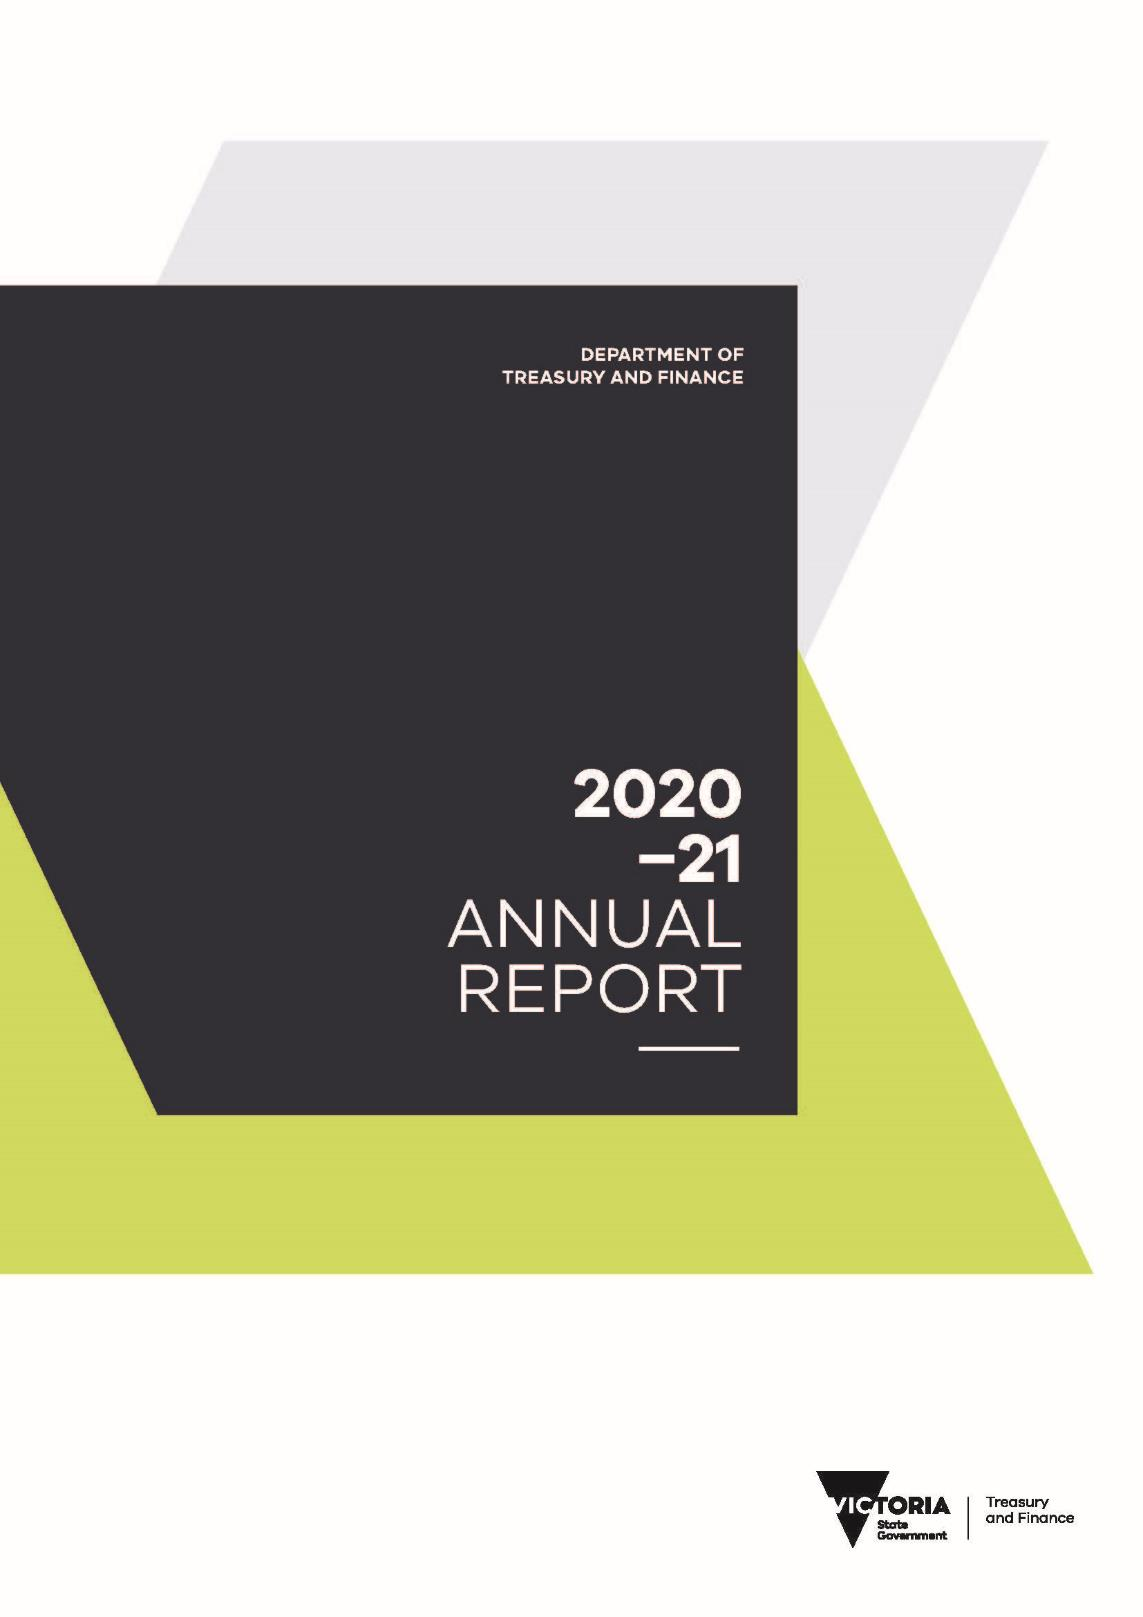 DEPARTMENT OF
TREASURY AND FINANCE
2020
–21
ANNUAL
REPORT
VICTORIA
State
Government
Treasury
and Finance